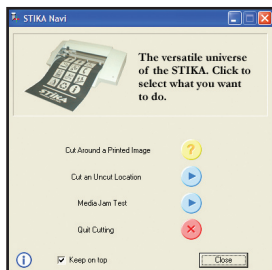 STIKA Navi
The versatile universe
of the STIKA. Click to
select what you want
to do.
STIKA
Cut Around a Printed Image
?
Cut an Uncut Location
Media Jam Test
Quit Cutting
i
Keep on top
Close